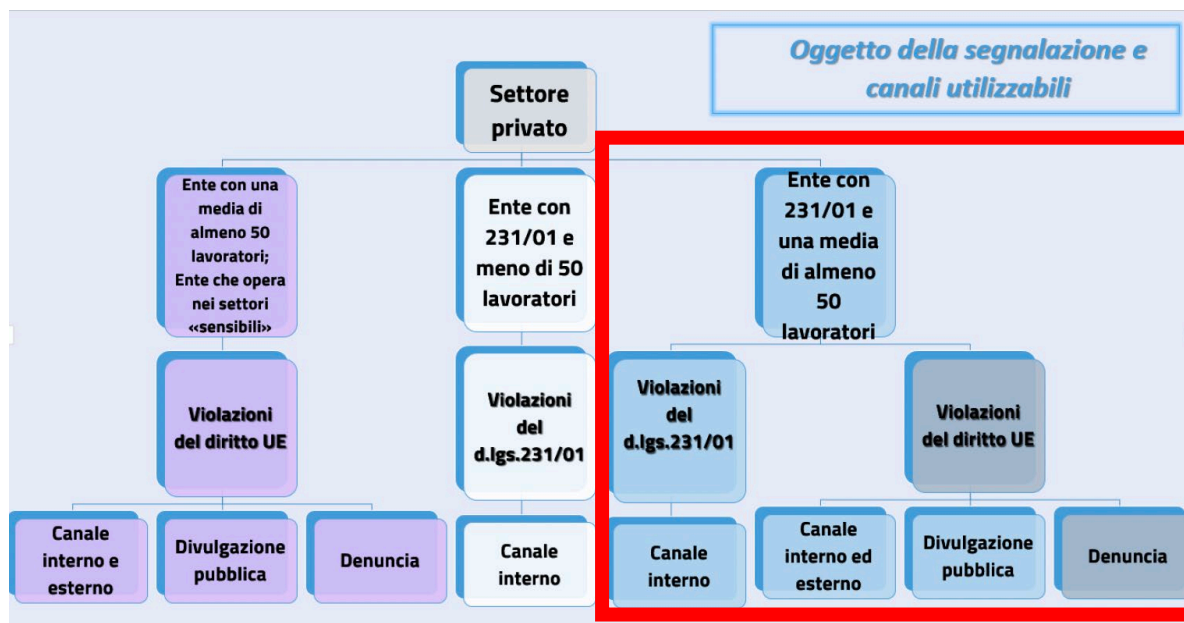 Oggetto della segnalazione e
canali utilizzabili
Settore
privato
Ente con una
media di
almeno 50
lavoratori;
Ente che opera
nei settori
«sensibili»
Ente con
231/01 e
meno di 50
lavoratori
Ente con
231/01 e
una media
di almeno
50
lavoratori
Violazioni
del diritto UE
Violazioni
del
d.lgs.231/01
Violazioni
del
d.lgs.231/01
Violazioni
del diritto UE
Canale
interno e
esterno
Divulgazione
pubblica
Denuncia
Canale
interno
Canale
interno
Canale
interno ed
esterno
Divulgazione
pubblica
Denuncia